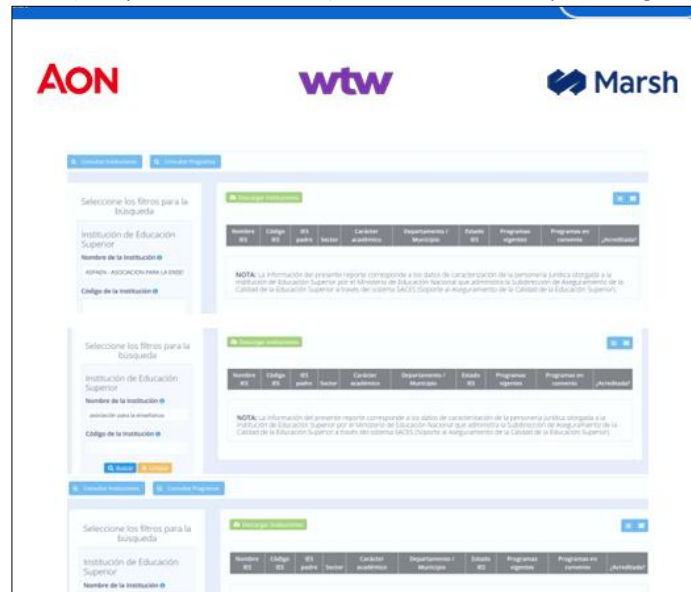 AON
wtw
Marsh
Consultar Instituciones Consultar Programas
Seleccione los filtros para la
búsqueda
Institución de Educación
Superior
Nombre de la Institución
ASPAEN - ASOCIACION PARA LA ENSE
Código de la Institución
Descargar Instituciones
Nombre IES Código IES IES padre Sector Carácter académico Departamento / Municipio Estado IES Programas vigentes Programas en convenio ¿Acreditada?
NOTA: La información del presente reporte corresponde a los datos de caracterización de la personería jurídica otorgada a la
institución de Educación Superior por el Ministerio de Educación Nacional que administra la Subdirección de Aseguramiento de la
Calidad de la Educación Superior a través del sistema SACES (Soporte al Aseguramiento de la Calidad de la Educación Superior).
Seleccione los filtros para la
búsqueda
Institución de Educación
Superior
Nombre de la Institución
asociación para la enseñanza
Código de la Institución
Buscar Limpiar
Descargar Instituciones
Nombre IES Código IES IES padre Sector Carácter académico Departamento / Municipio Estado IES Programas vigentes Programas en convenio ¿Acreditada?
NOTA: La información del presente reporte corresponde a los datos de caracterización de la personería jurídica otorgada a la
institución de Educación Superior por el Ministerio de Educación Nacional que administra la Subdirección de Aseguramiento de la
Calidad de la Educación Superior a través del sistema SACES (Soporte al Aseguramiento de la Calidad de la Educación Superior).
Consultar Instituciones Consultar Programas
Seleccione los filtros para la
búsqueda
Institución de Educación
Superior
Nombre de la Institución
Descargar Instituciones
Nombre IES Código IES IES padre Sector Carácter académico Departamento / Municipio Estado IES Programas vigentes Programas en convenio ¿Acreditada?